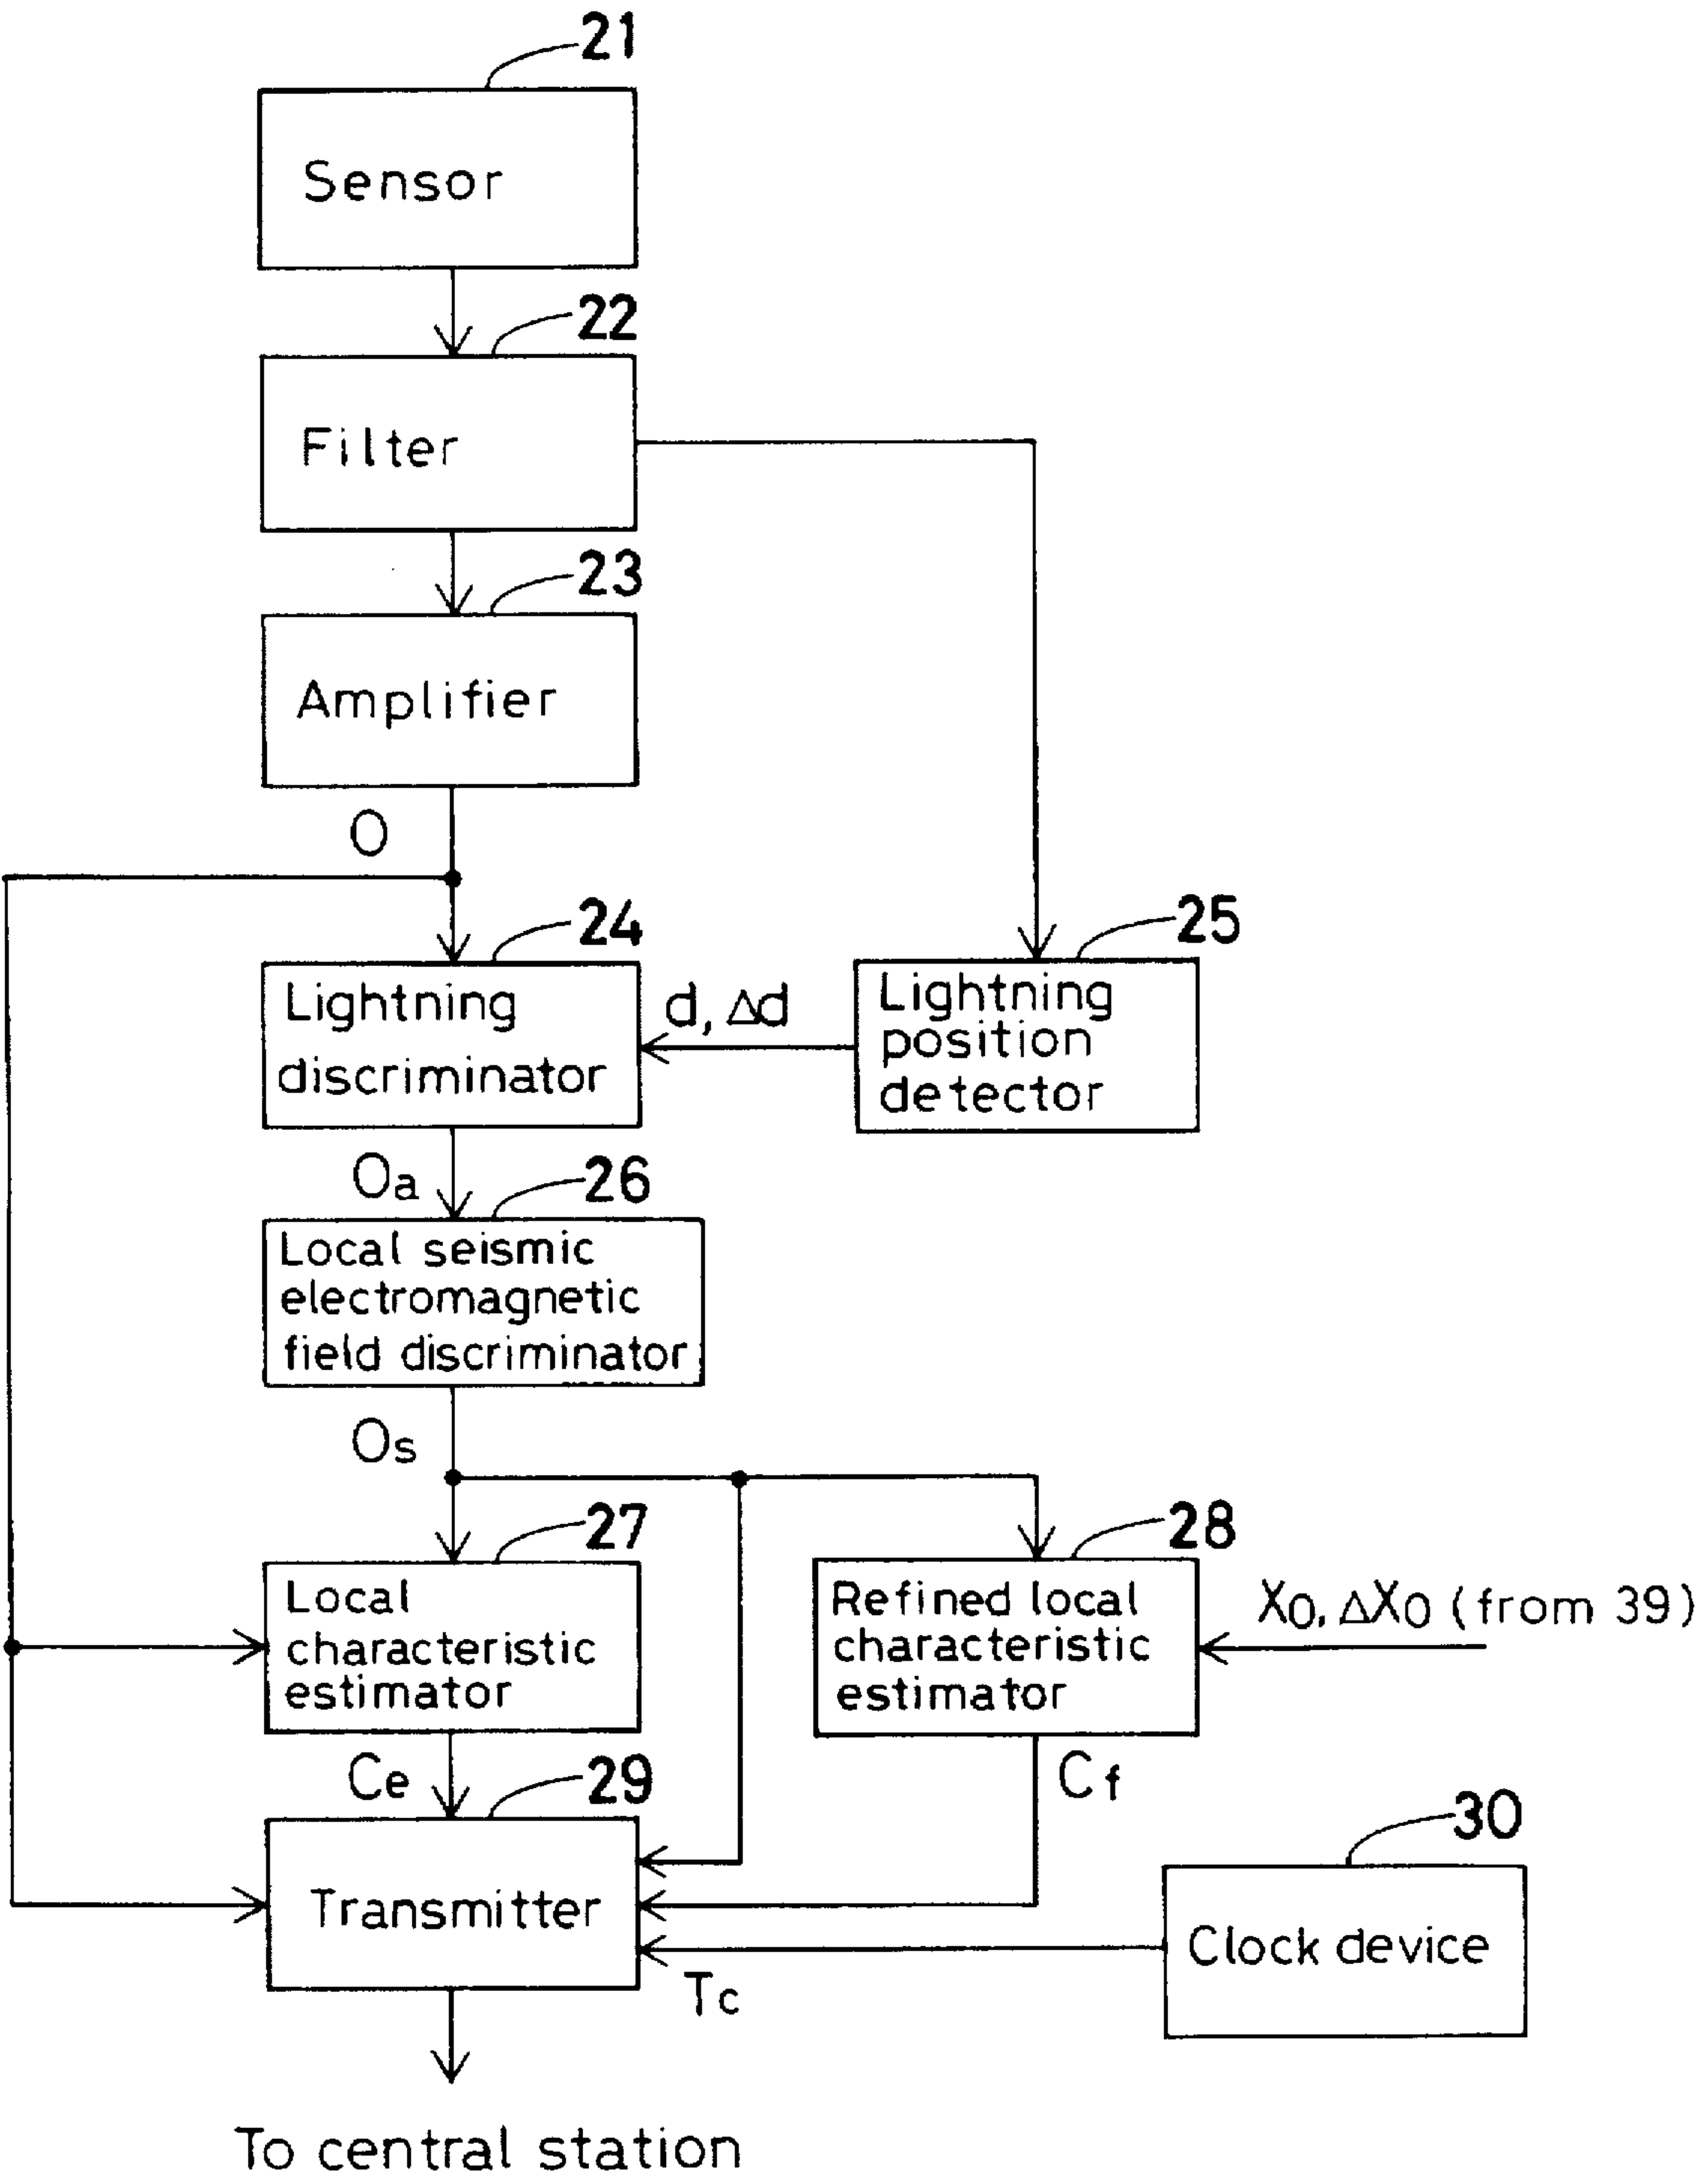 21
Sensor
22
Filter
23
Amplifier
O
24
Lightning
discriminator
d, Δd
25
Lightning
position
detector
Oa
26
Local seismic
electromagnetic
field discriminator
Os
27
Local
characteristic
estimator
28
Refined local
characteristic
estimator
X0, ΔX0 (from 39)
Ce
29
Transmitter
Cf
30
Clock device
Tc
To central station